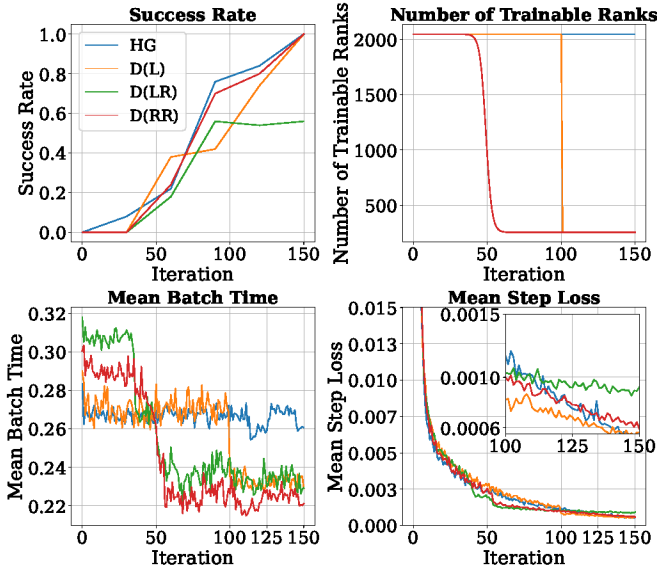 Success Rate
Success Rate
1.0
0.8
0.6
0.4
0.2
0.0
HG
D(L)
D(LR)
D(RR)
0
50
100
150
Iteration
Number of Trainable Ranks
Number of Trainable Ranks
2000
1500
1000
500
0
50
100
150
Iteration
Mean Batch Time
Mean Batch Time
0.32
0.30
0.28
0.26
0.24
0.22
0
50
100
125
150
Iteration
Mean Step Loss
Mean Step Loss
0.015
0.013
0.010
0.007
0.005
0.003
0.000
0.0015
0.0010
0.0006
100
125
150
0
50
100
150
Iteration